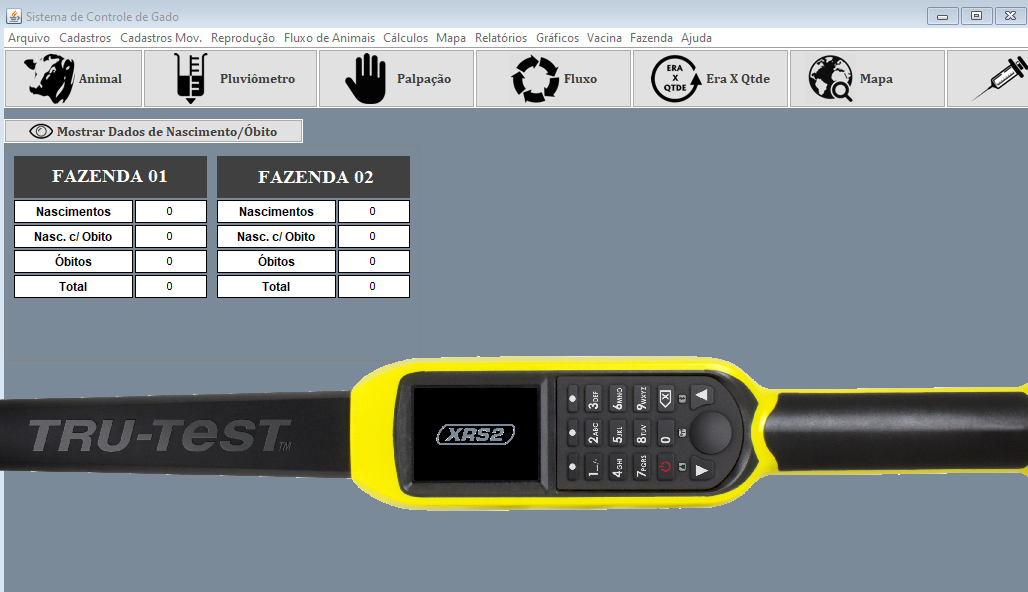 Sistema de Controle de Gado
Arquivo Cadastros Cadastros Mov. Reprodução Fluxo de Animais Cálculos Mapa Relatórios Gráficos Vacina Fazenda Ajuda
Animal Pluviômetro Palpação Fluxo ERA X QTDE Era X Qtde Mapa
Mostrar Dados de Nascimento/Óbito
FAZENDA 01 FAZENDA 02
Nascimentos 0 Nascimentos 0
Nasc. c/ Obito 0 Nasc. c/ Obito 0
Óbitos 0 Óbitos 0
Total 0 Total 0
TRU-TeST TM
XRS2
3DEF 6MNO 9WXYZ
2ABC 5JKL 8TUV 0
1_./- 4GHI 7PQRS